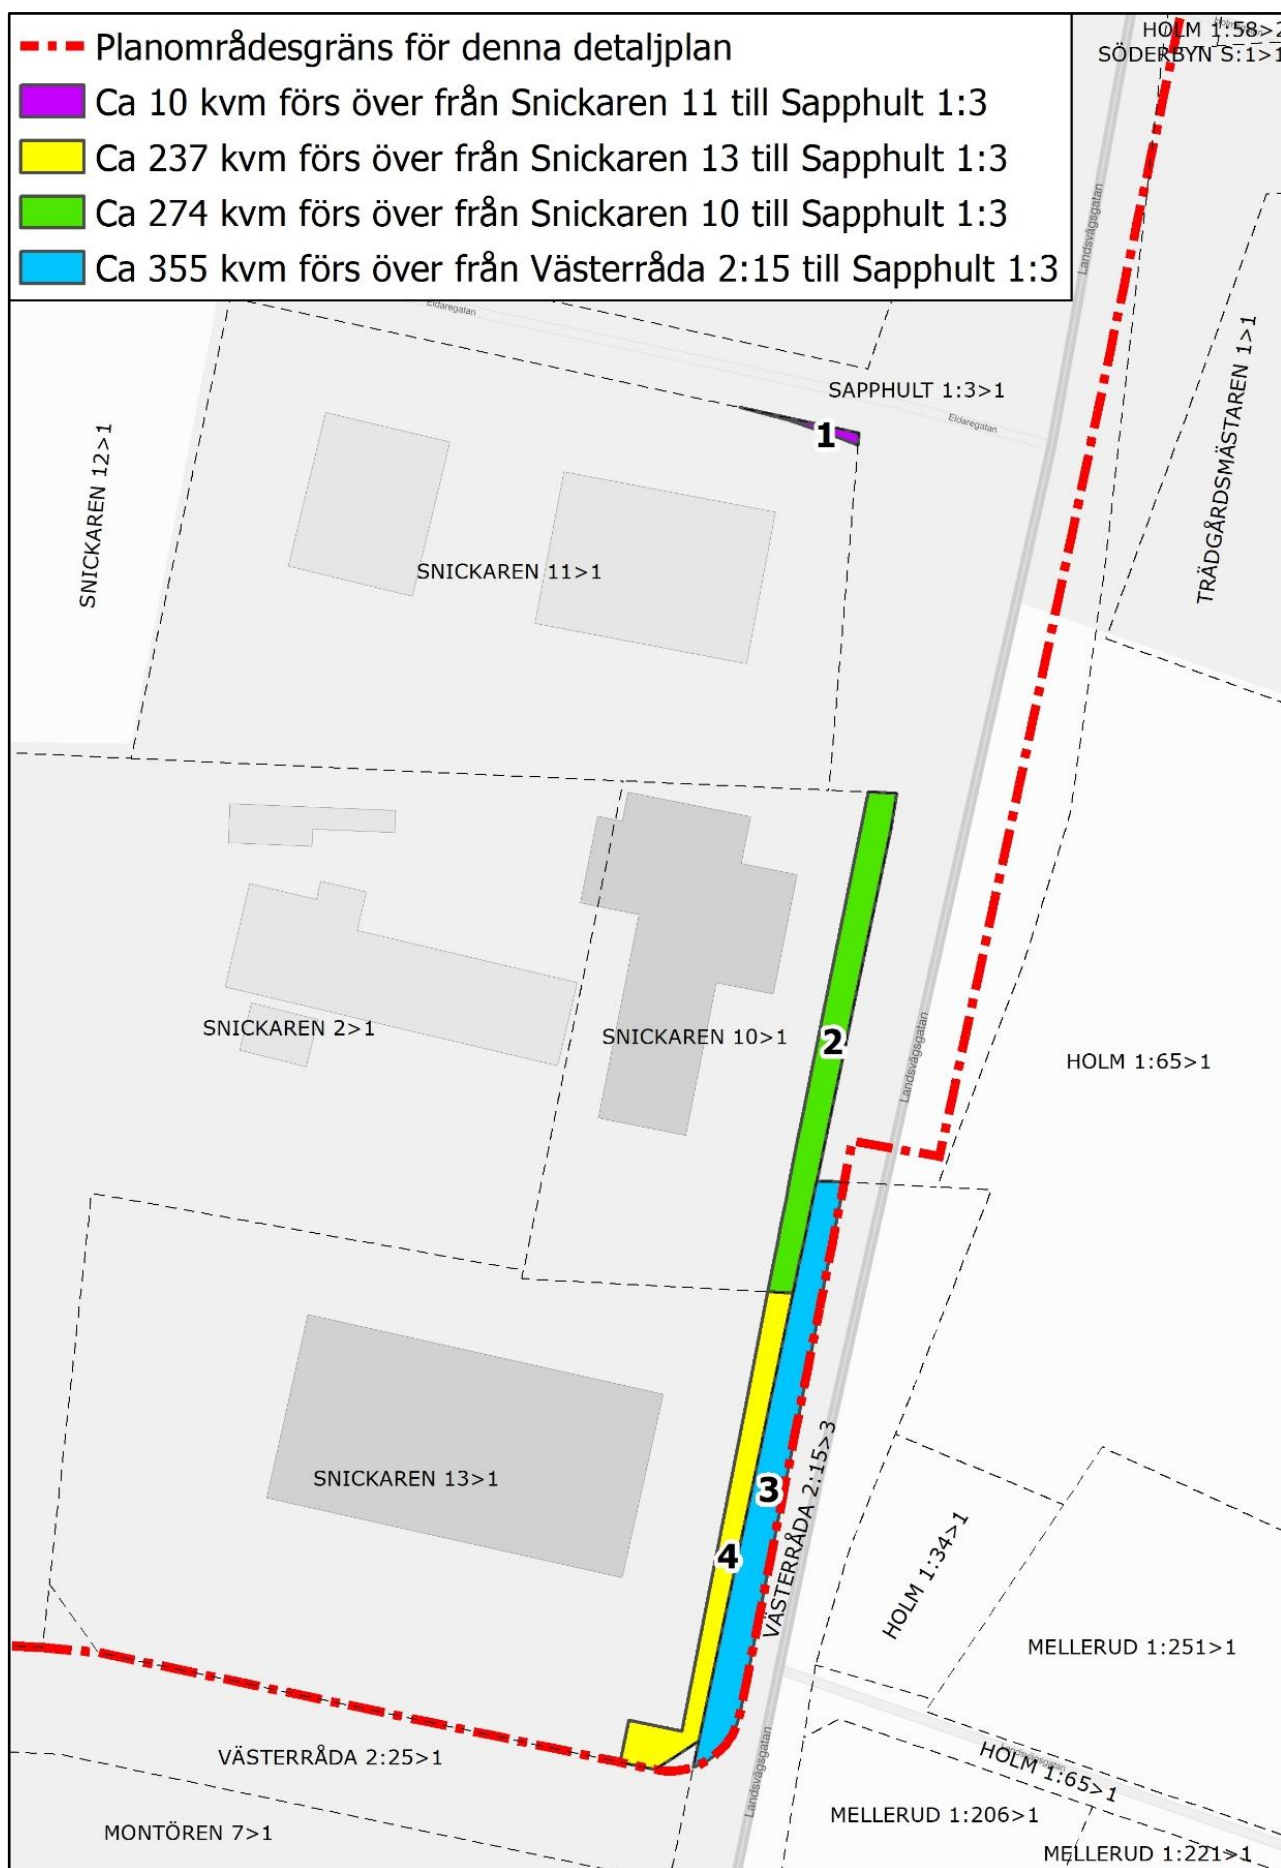 Planområdesgräns för denna detaljplan
Ca 10 kvm förs över från Snickaren 11 till Sapphult 1:3
Ca 237 kvm förs över från Snickaren 13 till Sapphult 1:3
Ca 274 kvm förs över från Snickaren 10 till Sapphult 1:3
Ca 355 kvm förs över från Västerråda 2:15 till Sapphult 1:3
HOLM 1:58>2
SÖDERBYN S:1>1
Landsvägsgatan
Eldaregatan
TRÄDGÅRDSMÄSTAREN 1>1
SAPPHULT 1:3>1
Eldaregatan
1
SNICKAREN 12>1
SNICKAREN 11>1
SNICKAREN 2>1
SNICKAREN 10>1
2
Landsvägsgatan
HOLM 1:65>1
SNICKAREN 13>1
3
4
VÄSTERRÅDA 2:15>3
HOLM 1:34>1
MELLERUD 1:251>1
VÄSTERRÅDA 2:25>1
Landsvägsgatan
HOLM 1:65>1
MONTÖREN 7>1
MELLERUD 1:206>1
MELLERUD 1:221>1